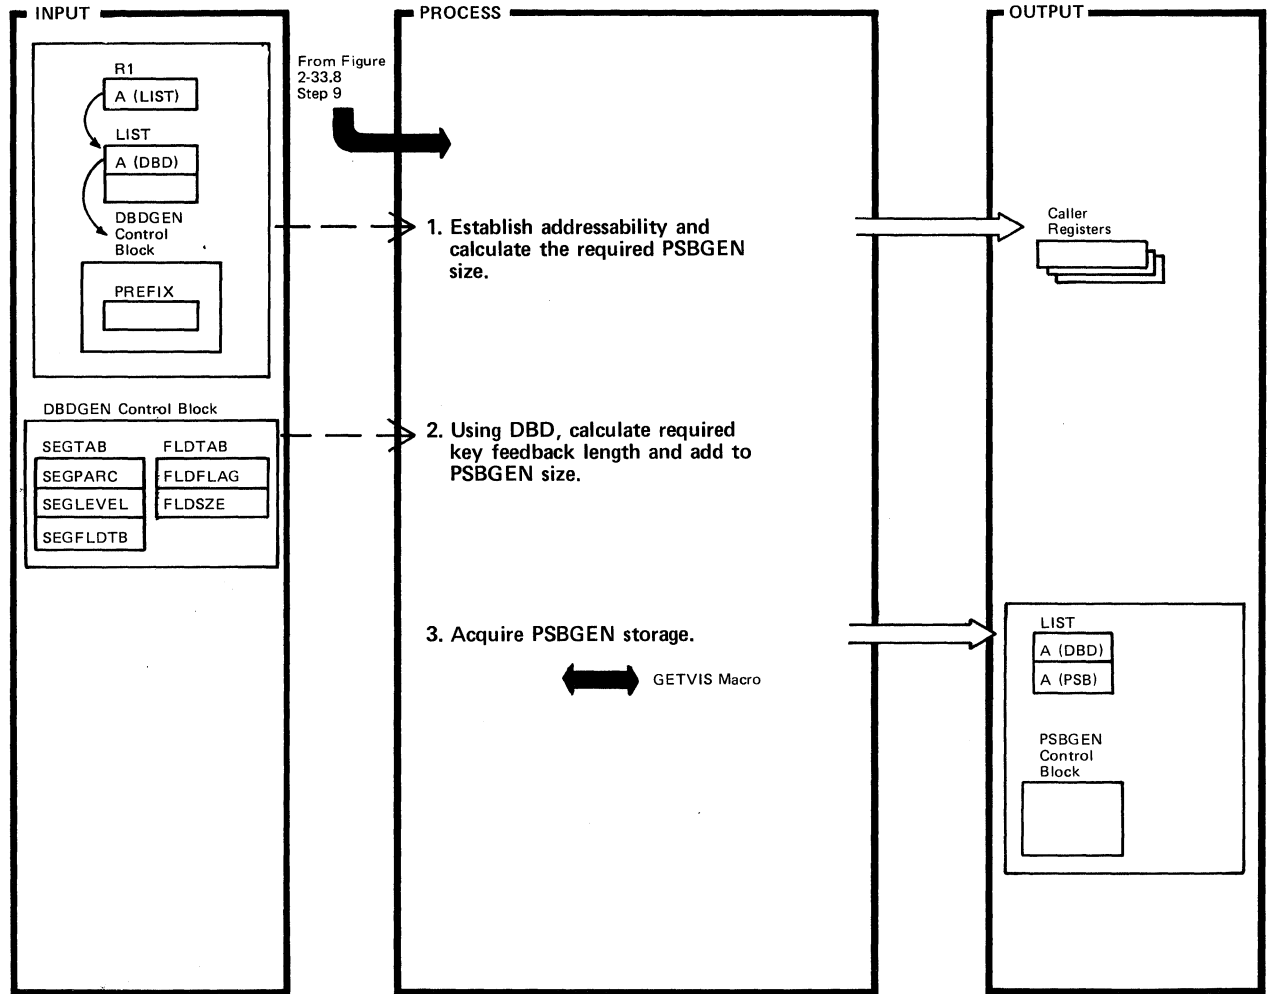 INPUT
R1
A (LIST)
LIST
A (DBD)
DBDGEN
Control
Block
PREFIX
DBDGEN Control Block
SEGTAB
FLDTAB
SEGPARC
FLDFLAG
SEGLEVEL
FLDSZE
SEGFLDTB
PROCESS
From Figure
2-33.8
Step 9
1. Establish addressability and
calculate the required PSBGEN
size.
2. Using DBD, calculate required
key feedback length and add to
PSBGEN size.
3. Acquire PSBGEN storage.
GETVIS Macro
OUTPUT
Caller
Registers
LIST
A (DBD)
A (PSB)
PSBGEN
Control
Block